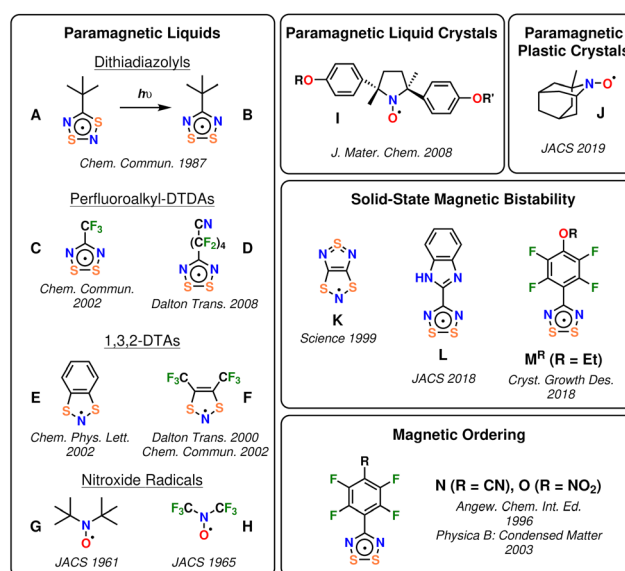 Paramagnetic Liquids
Dithiadiazolyls
A
hυ
B
N
S
S
N
N
N
S
S
Chem. Commun. 1987
Perfluoroalkyl-DTDAs
C
CF3
N
N
S
S
Chem. Commun.
2002
CN
(CF2)4
D
N
N
S
S
Dalton Trans. 2008
1,3,2-DTAs
E
S
S
N
Chem. Phys. Lett.
2002
F3C
CF3
F
S
S
N
Dalton Trans. 2000
Chem. Commun. 2002
Nitroxide Radicals
G
N
O
JACS 1961
F3C
CF3
H
N
O
JACS 1965
Paramagnetic Liquid Crystals
RO
N
O
OR'
I
J. Mater. Chem. 2008
Paramagnetic
Plastic Crystals
N
O
J
JACS 2019
Solid-State Magnetic Bistability
S
N
N
S
S
N
K
Science 1999
HN
N
N
N
S
S
L
JACS 2018
OR
F
F
F
F
N
N
S
S
MR (R = Et)
Cryst. Growth Des.
2018
Magnetic Ordering
R
F
F
F
F
N
N
S
S
N (R = CN), O (R = NO2)
Angew. Chem. Int. Ed.
1996
Physica B: Condensed Matter
2003